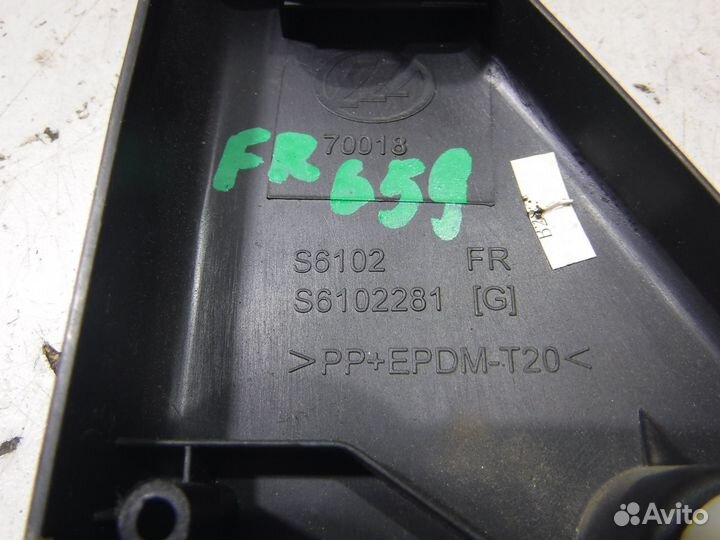 70018
FR
659
S6102 FR
S6102281 [G]
>PP+EPDM-T20<
Avito